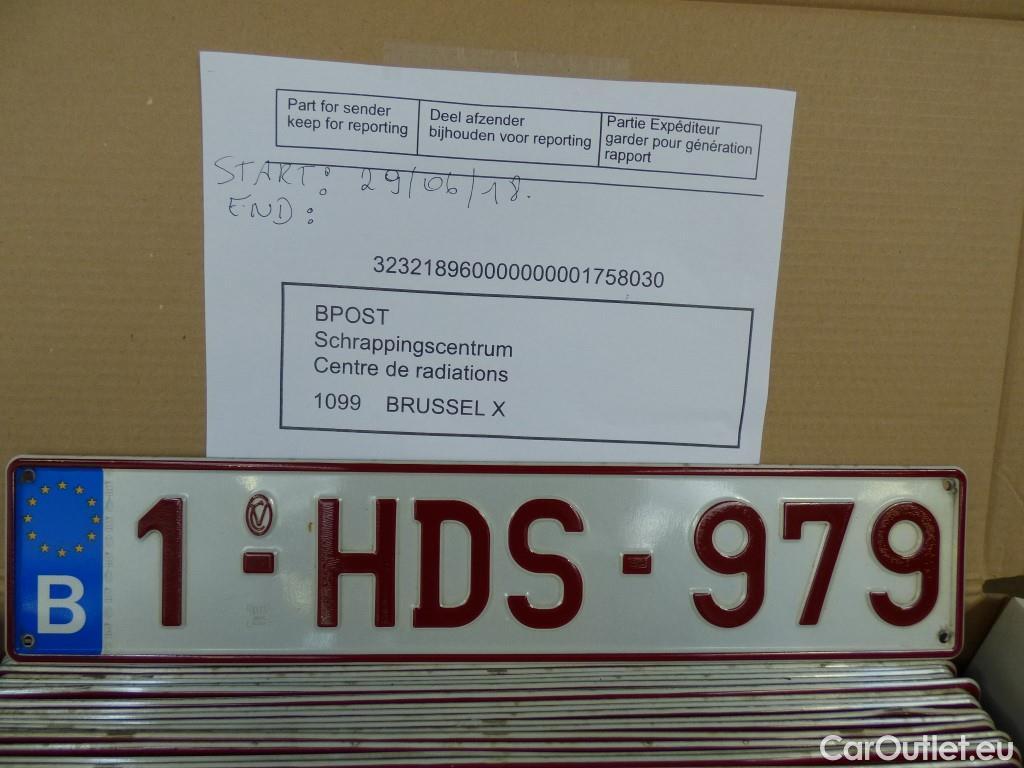 Part for sender
keep for reporting
Deel afzender
bijhouden voor reporting
Partie Expéditeur
garder pour génération
rapport
START: 29/06/18.
END:
323218960000000001758030
BPOST
Schrappingscentrum
Centre de radiations
1099 BRUSSEL X
B 1-HDS-979
CarOutlet.eu